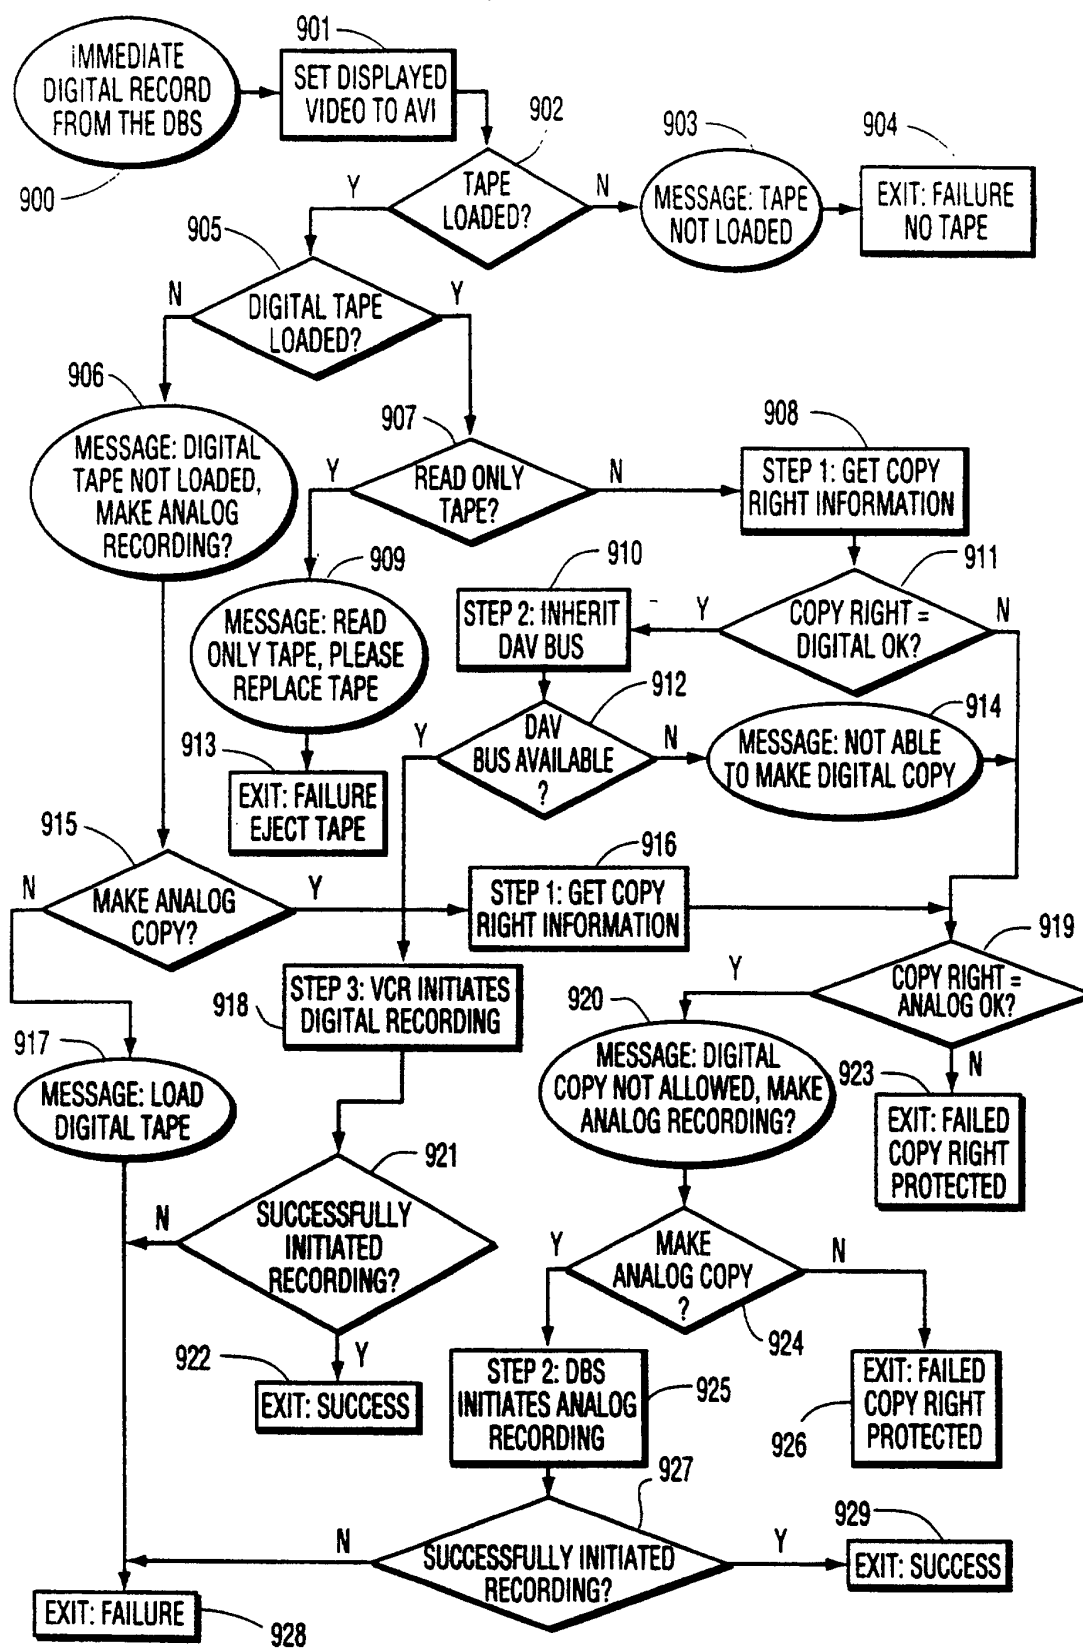 IMMEDIATE
DIGITAL RECORD
FROM THE DBS
900
901
SET DISPLAYED
VIDEO TO AVI
902
TAPE
LOADED?
Y
N
903
MESSAGE: TAPE
NOT LOADED
904
EXIT: FAILURE
NO TAPE
905
DIGITAL TAPE
LOADED?
N
Y
906
MESSAGE: DIGITAL
TAPE NOT LOADED,
MAKE ANALOG
RECORDING?
907
READ ONLY
TAPE?
Y
N
908
STEP 1: GET COPY
RIGHT INFORMATION
909
MESSAGE: READ
ONLY TAPE, PLEASE
REPLACE TAPE
910
STEP 2: INHERIT
DAV BUS
911
COPY RIGHT =
DIGITAL OK?
Y
N
912
DAV
BUS AVAILABLE
?
Y
N
913
EXIT: FAILURE
EJECT TAPE
914
MESSAGE: NOT ABLE
TO MAKE DIGITAL COPY
915
MAKE ANALOG
COPY?
N
Y
916
STEP 1: GET COPY
RIGHT INFORMATION
917
MESSAGE: LOAD
DIGITAL TAPE
918
STEP 3: VCR INITIATES
DIGITAL RECORDING
919
COPY RIGHT =
ANALOG OK?
Y
N
920
MESSAGE: DIGITAL
COPY NOT ALLOWED, MAKE
ANALOG RECORDING?
921
SUCCESSFULLY
INITIATED
RECORDING?
N
Y
922
EXIT: SUCCESS
923
EXIT: FAILED
COPY RIGHT
PROTECTED
MAKE
ANALOG COPY
?
Y
N
924
STEP 2: DBS
INITIATES ANALOG
RECORDING
925
EXIT: FAILED
COPY RIGHT
PROTECTED
926
927
SUCCESSFULLY INITIATED
RECORDING?
N
Y
EXIT: FAILURE
928
929
EXIT: SUCCESS